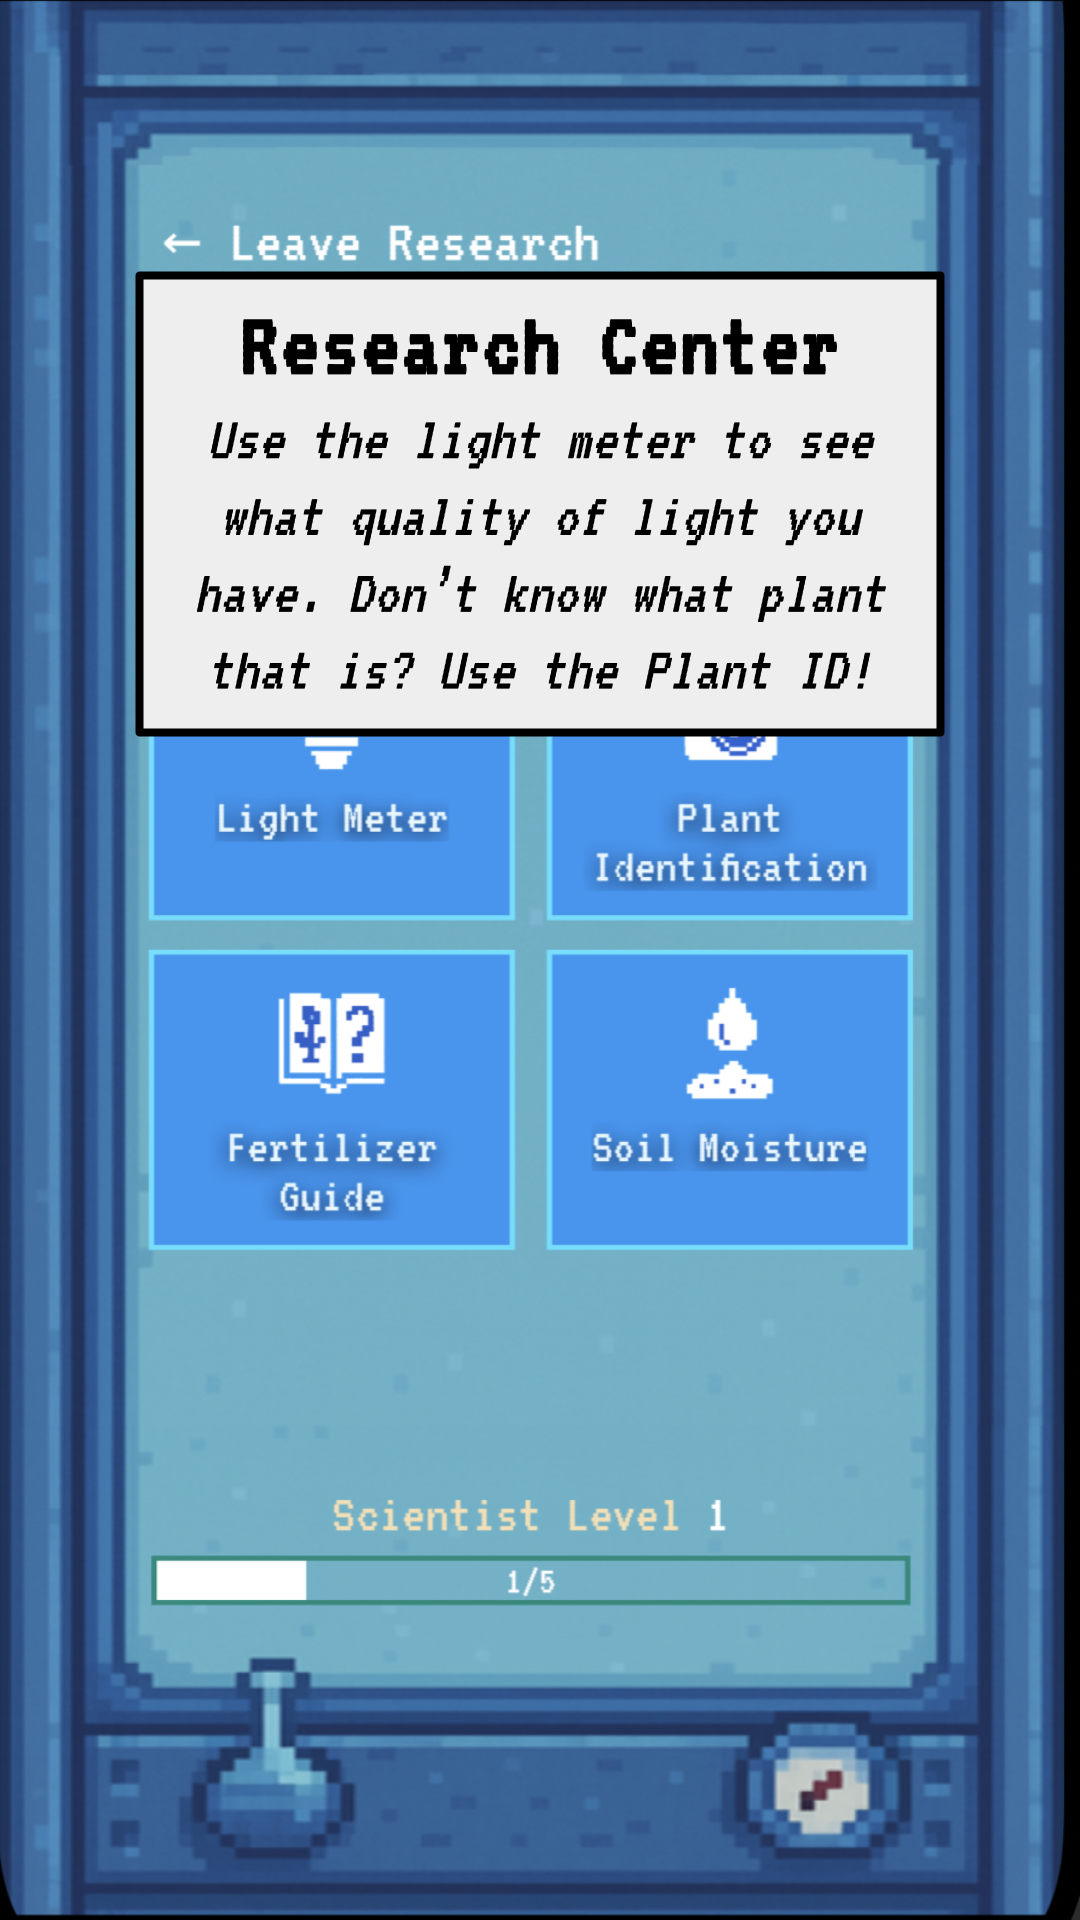 ← Leave Research
Research Center
Use the light meter to see
what quality of light you
have. Don't know what plant
that is? Use the Plant ID!
Light Meter
Plant
Identification
?
Fertilizer
Guide
Soil Moisture
Scientist Level 1
1/5